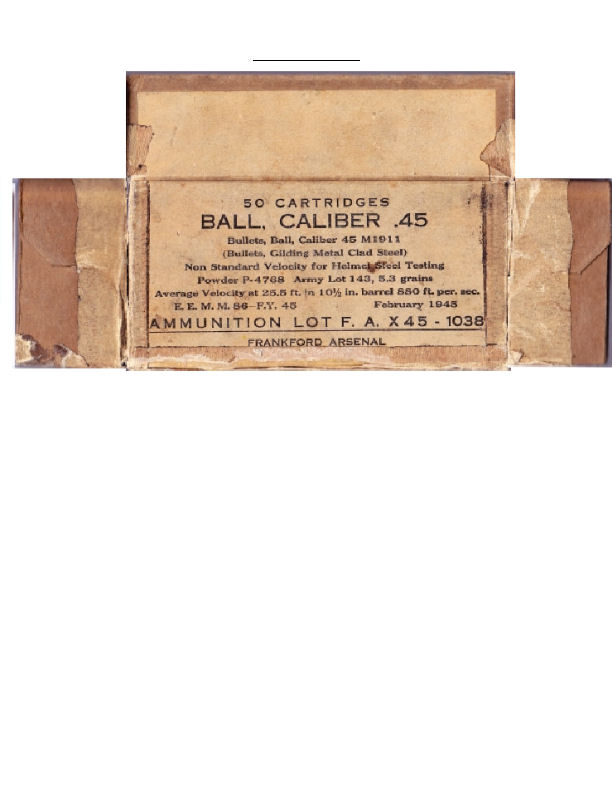 50 CARTRIDGES
BALL, CALIBER .45
Bullets, Ball, Caliber 45 M1911
(Bullets, Gilding Metal Clad Steel)
Non Standard Velocity for Helmet Steel Testing
Powder P-4768 Army Lot 143, 5.3 grains
Average Velocity at 25.5 ft. in 10½ in. barrel 880 ft. per. sec.
E. E. M. M. 86—F.Y. 45 February 1945
AMMUNITION LOT F. A. X45 - 1038
FRANKFORD ARSENAL